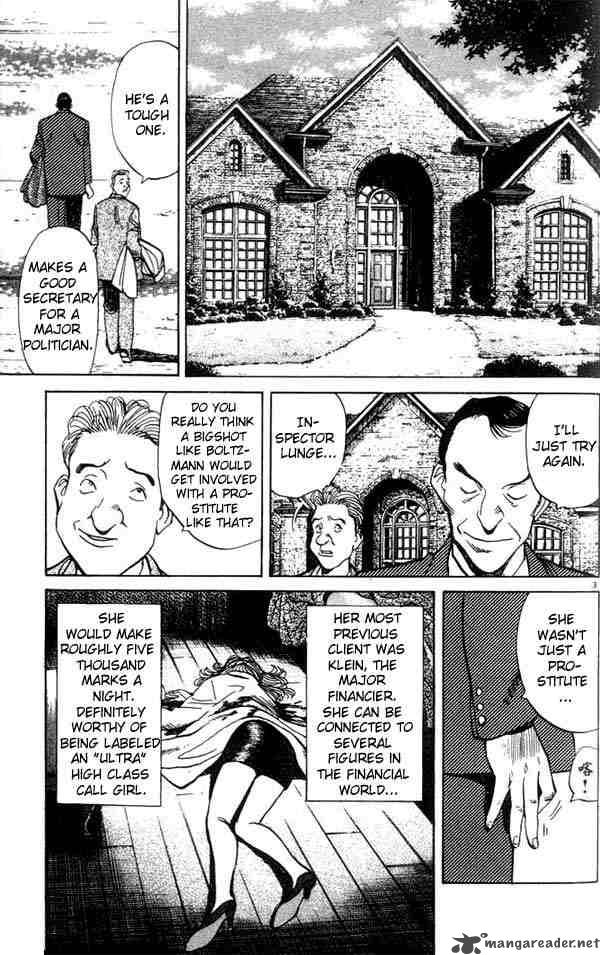 HE'S A
TOUGH
ONE.
MAKES A
GOOD
SECRETARY
FOR A
MAJOR
POLITICIAN.
I'LL
JUST TRY
AGAIN.
IN-
SPECTOR
LUNGE...
DO YOU
REALLY THINK
A BIGSHOT
LIKE BOLTZ-
MANN WOULD
GET INVOLVED
WITH A PRO-
STITUTE
LIKE THAT?
3
SHE
WASN'T
JUST A
PRO-
STITUTE
...
喀!
HER MOST
PREVIOUS
CLIENT WAS
KLEIN, THE
MAJOR
FINANCIER.
SHE CAN BE
CONNECTED TO
SEVERAL
FIGURES IN
THE FINANCIAL
WORLD...
SHE
WOULD MAKE
ROUGHLY FIVE
THOUSAND
MARKS A
NIGHT.
DEFINITELY
WORTHY OF
BEING LABELED
AN "ULTRA"
HIGH CLASS
CALL GIRL.
mangareader.net